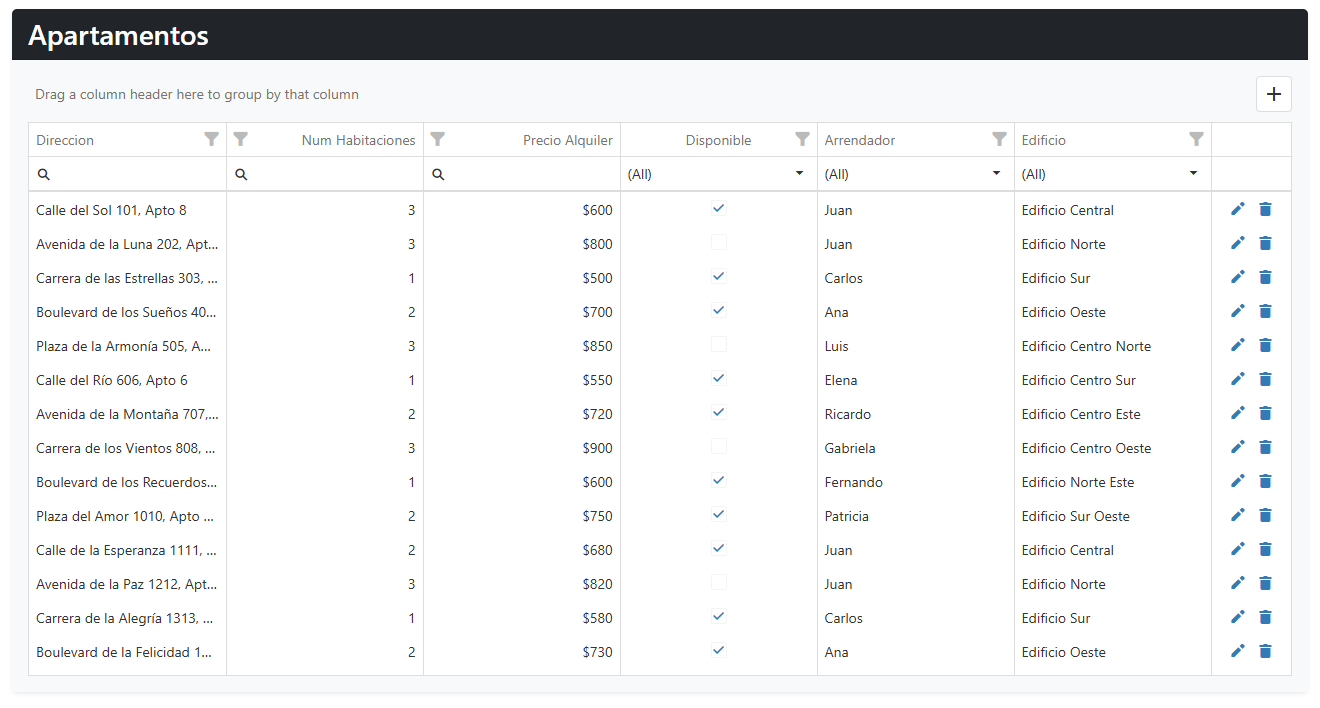 Apartamentos
Drag a column header here to group by that column
Direccion Num Habitaciones Precio Alquiler Disponible Arrendador Edificio
(All) (All) (All)
Calle del Sol 101, Apto 8 3 $600 Juan Edificio Central
Avenida de la Luna 202, Apt... 3 $800 Juan Edificio Norte
Carrera de las Estrellas 303, ... 1 $500 Carlos Edificio Sur
Boulevard de los Sueños 40... 2 $700 Ana Edificio Oeste
Plaza de la Armonía 505, A... 3 $850 Luis Edificio Centro Norte
Calle del Río 606, Apto 6 1 $550 Elena Edificio Centro Sur
Avenida de la Montaña 707,... 2 $720 Ricardo Edificio Centro Este
Carrera de los Vientos 808, ... 3 $900 Gabriela Edificio Centro Oeste
Boulevard de los Recuerdos... 1 $600 Fernando Edificio Norte Este
Plaza del Amor 1010, Apto ... 2 $750 Patricia Edificio Sur Oeste
Calle de la Esperanza 1111, ... 2 $680 Juan Edificio Central
Avenida de la Paz 1212, Apt... 3 $820 Juan Edificio Norte
Carrera de la Alegría 1313, ... 1 $580 Carlos Edificio Sur
Boulevard de la Felicidad 1... 2 $730 Ana Edificio Oeste